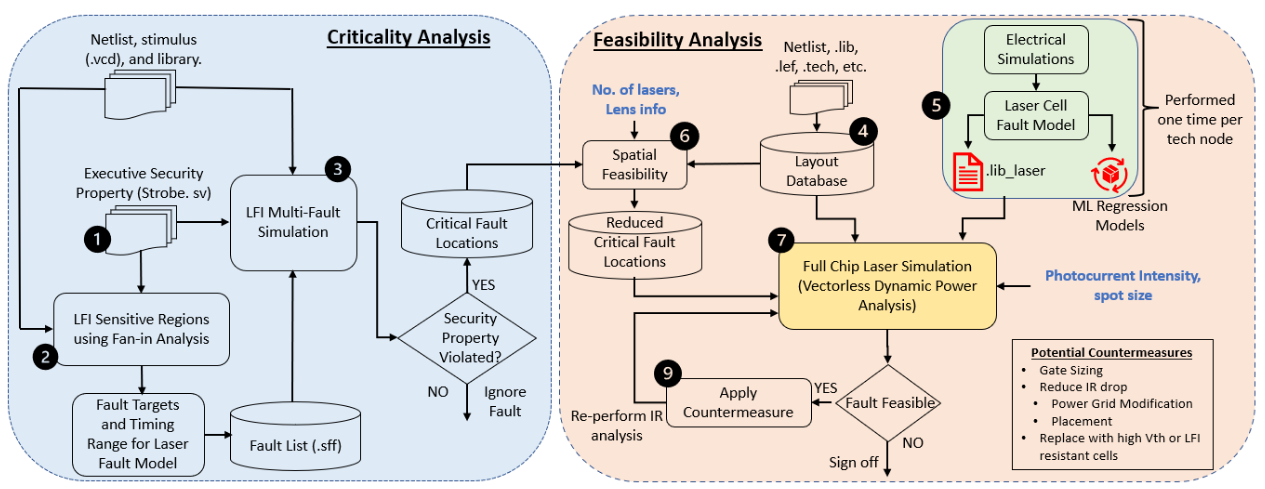 Criticality Analysis
Netlist, stimulus
(.vcd), and library.
Executive Security
Property (Strobe. sv)
1
LFI Sensitive Regions
using Fan-in Analysis
2
Fault Targets
and Timing
Range for Laser
Fault Model
Fault List (.sff)
3
LFI Multi-Fault
Simulation
Critical Fault
Locations
YES
Security
Property
Violated?
NO
Ignore
Fault
Feasibility Analysis
No. of lasers,
Lens info
Netlist, .lib,
.lef, .tech, etc.
6
Spatial
Feasibility
4
Layout
Database
Reduced
Critical Fault
Locations
5
Electrical
Simulations
Laser Cell
Fault Model
.lib_laser
ML Regression
Models
Performed
one time per
tech node
7
Full Chip Laser Simulation
(Vectorless Dynamic Power
Analysis)
Photocurrent Intensity,
spot size
Fault Feasible
YES
NO
Sign off
9
Apply
Countermeasure
Re-perform IR
analysis
Potential Countermeasures
• Gate Sizing
• Reduce IR drop
• Power Grid Modification
• Placement
• Replace with high Vth or LFI
resistant cells